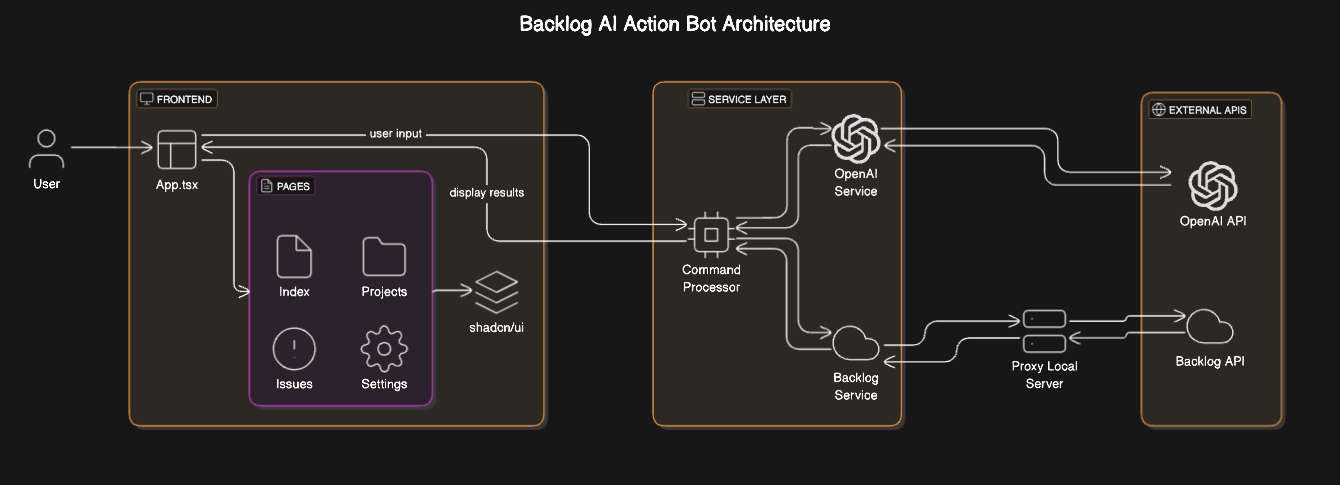 Backlog AI Action Bot Architecture
FRONTEND
User
App.tsx
user input
display results
PAGES
Index
Projects
Issues
Settings
shadon/ui
SERVICE LAYER
OpenAI
Service
Command
Processor
Backlog
Service
Proxy Local
Server
EXTERNAL APIS
OpenAI API
Backlog API